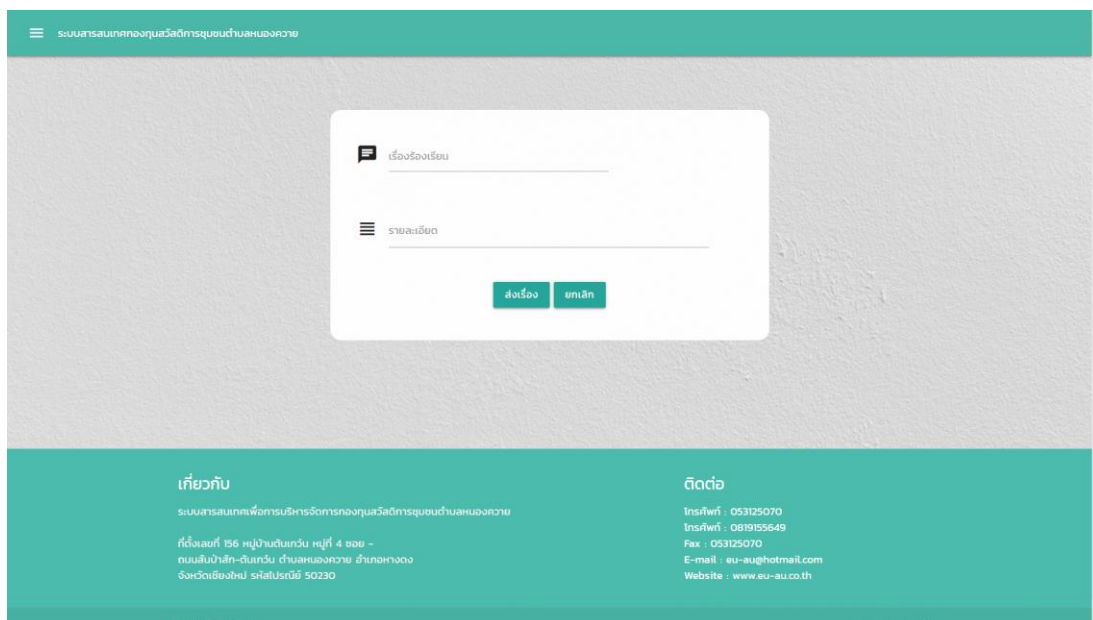 ระบบสารสนเทศกองทุนสวัสดิการชุมชนตำบลหนองควาย
เรื่องร้องเรียน
รายละเอียด
ส่งเรื่อง
ยกเลิก
เกี่ยวกับ
ระบบสารสนเทศเพื่อการบริหารจัดการกองทุนสวัสดิการชุมชนตำบลหนองควาย
ที่ตั้งเลขที่ 156 หมู่บ้านต้นเกว๋น หมู่ที่ 4 ซอย -
ถนนสันป่าสัก-ต้นเกว๋น ตำบลหนองควาย อำเภอหางดง
จังหวัดเชียงใหม่ รหัสไปรณีย์ 50230
ติดต่อ
โทรศัพท์ : 053125070
โทรศัพท์ : 0819155649
Fax : 053125070
E-mail : eu-au@hotmail.com
Website : www.eu-au.co.th